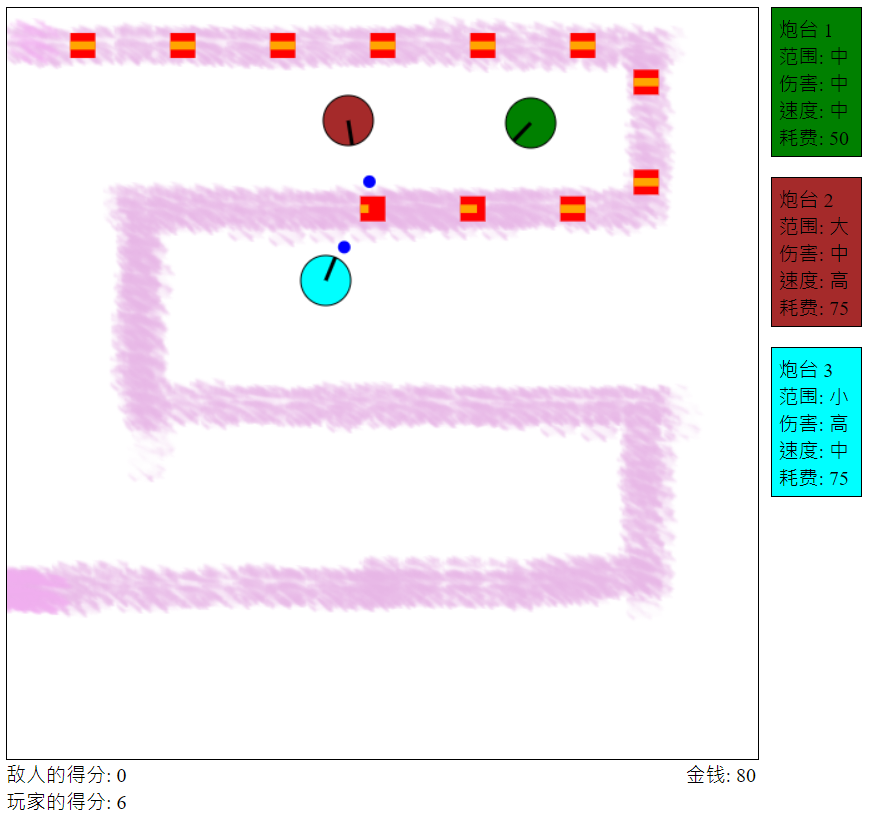 炮台 1
范围: 中
伤害: 中
速度: 中
耗费: 50
炮台 2
范围: 大
伤害: 中
速度: 高
耗费: 75
炮台 3
范围: 小
伤害: 高
速度: 中
耗费: 75
敌人的得分: 0
金钱: 80
玩家的得分: 6